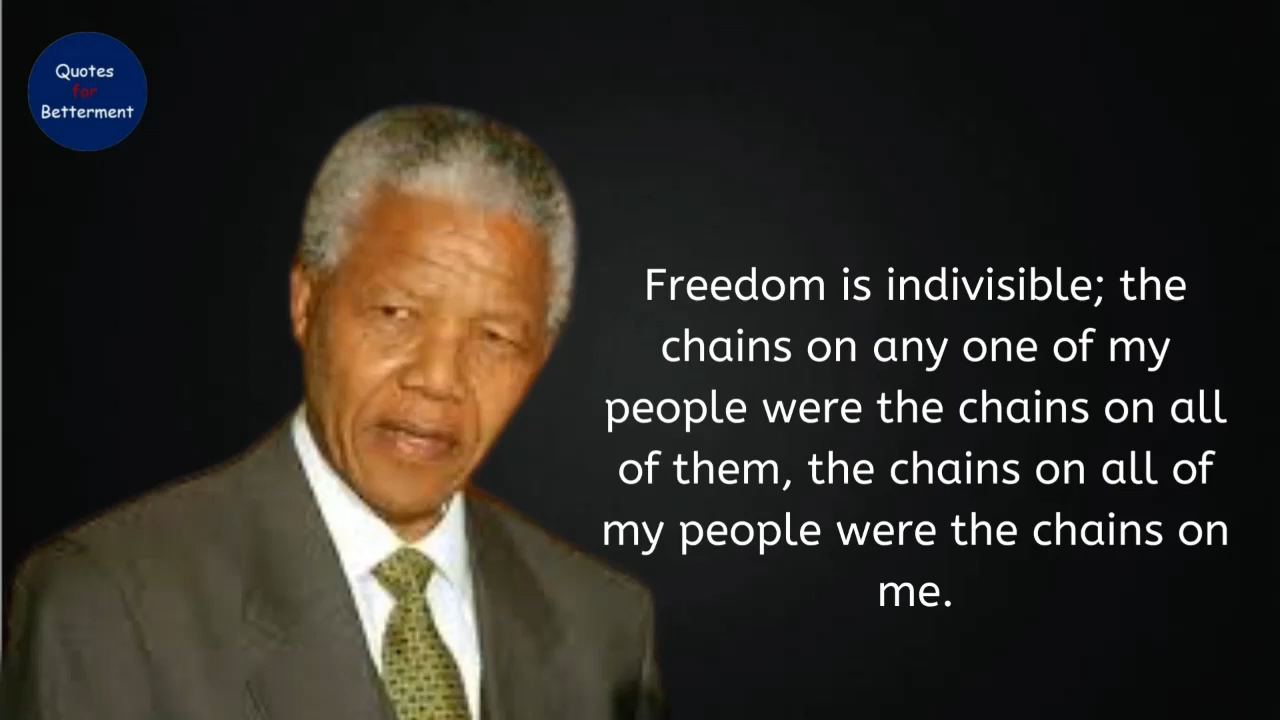 Quotes
for
Betterment
Freedom is indivisible; the
chains on any one of my
people were the chains on all
of them, the chains on all of
my people were the chains on
me.